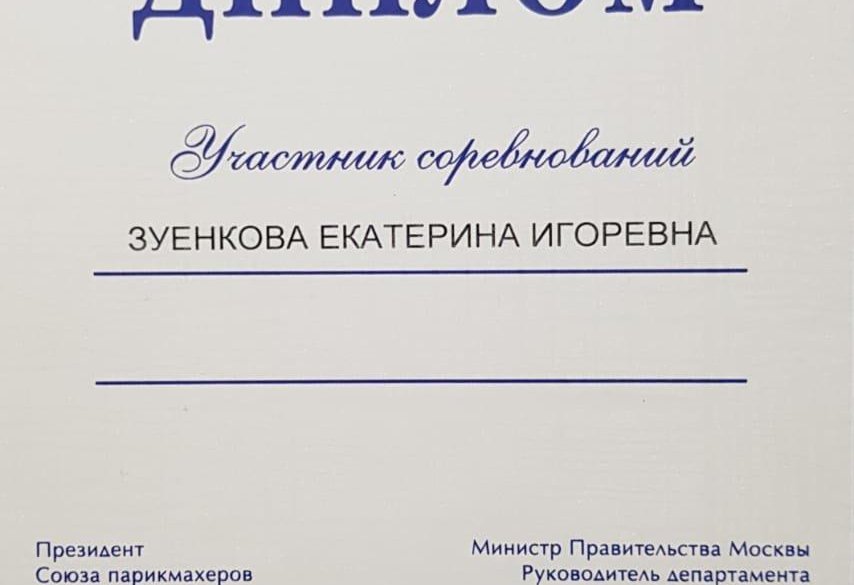 ДИПЛОМ
Участник соревнований
ЗУЕНКОВА ЕКАТЕРИНА ИГОРЕВНА
Президент
Союза парикмахеров
Министр Правительства Москвы
Руководитель департамента